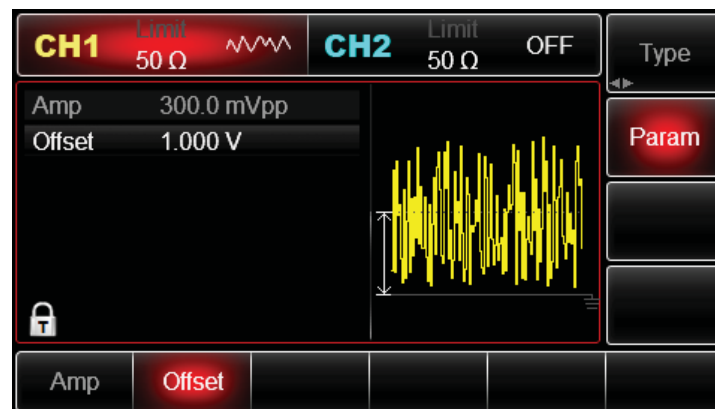 CH1 Limit 50 Ω CH2 Limit 50 Ω OFF Type
Amp 300.0 mVpp
Offset 1.000 V
Param
T
Amp Offset